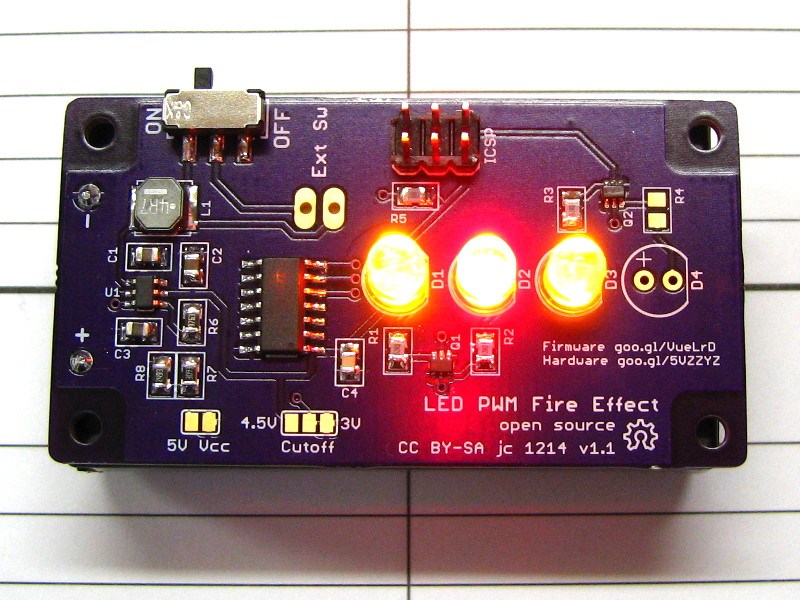 ON
OFF
Ext Sw
ICSP
4R7
L1
R5
R3
Q2
R4
-
C1
C2
U1
D1
D2
D3
+
D4
+
C3
R6
R1
Q1
R2
Firmware goo.gl/VueLrD
Hardware goo.gl/5VZZYZ
R8
R7
C4
LED PWM Fire Effect
4.5V
3V
open source
5V Vcc
Cutoff
CC BY-SA jc 1214 v1.1